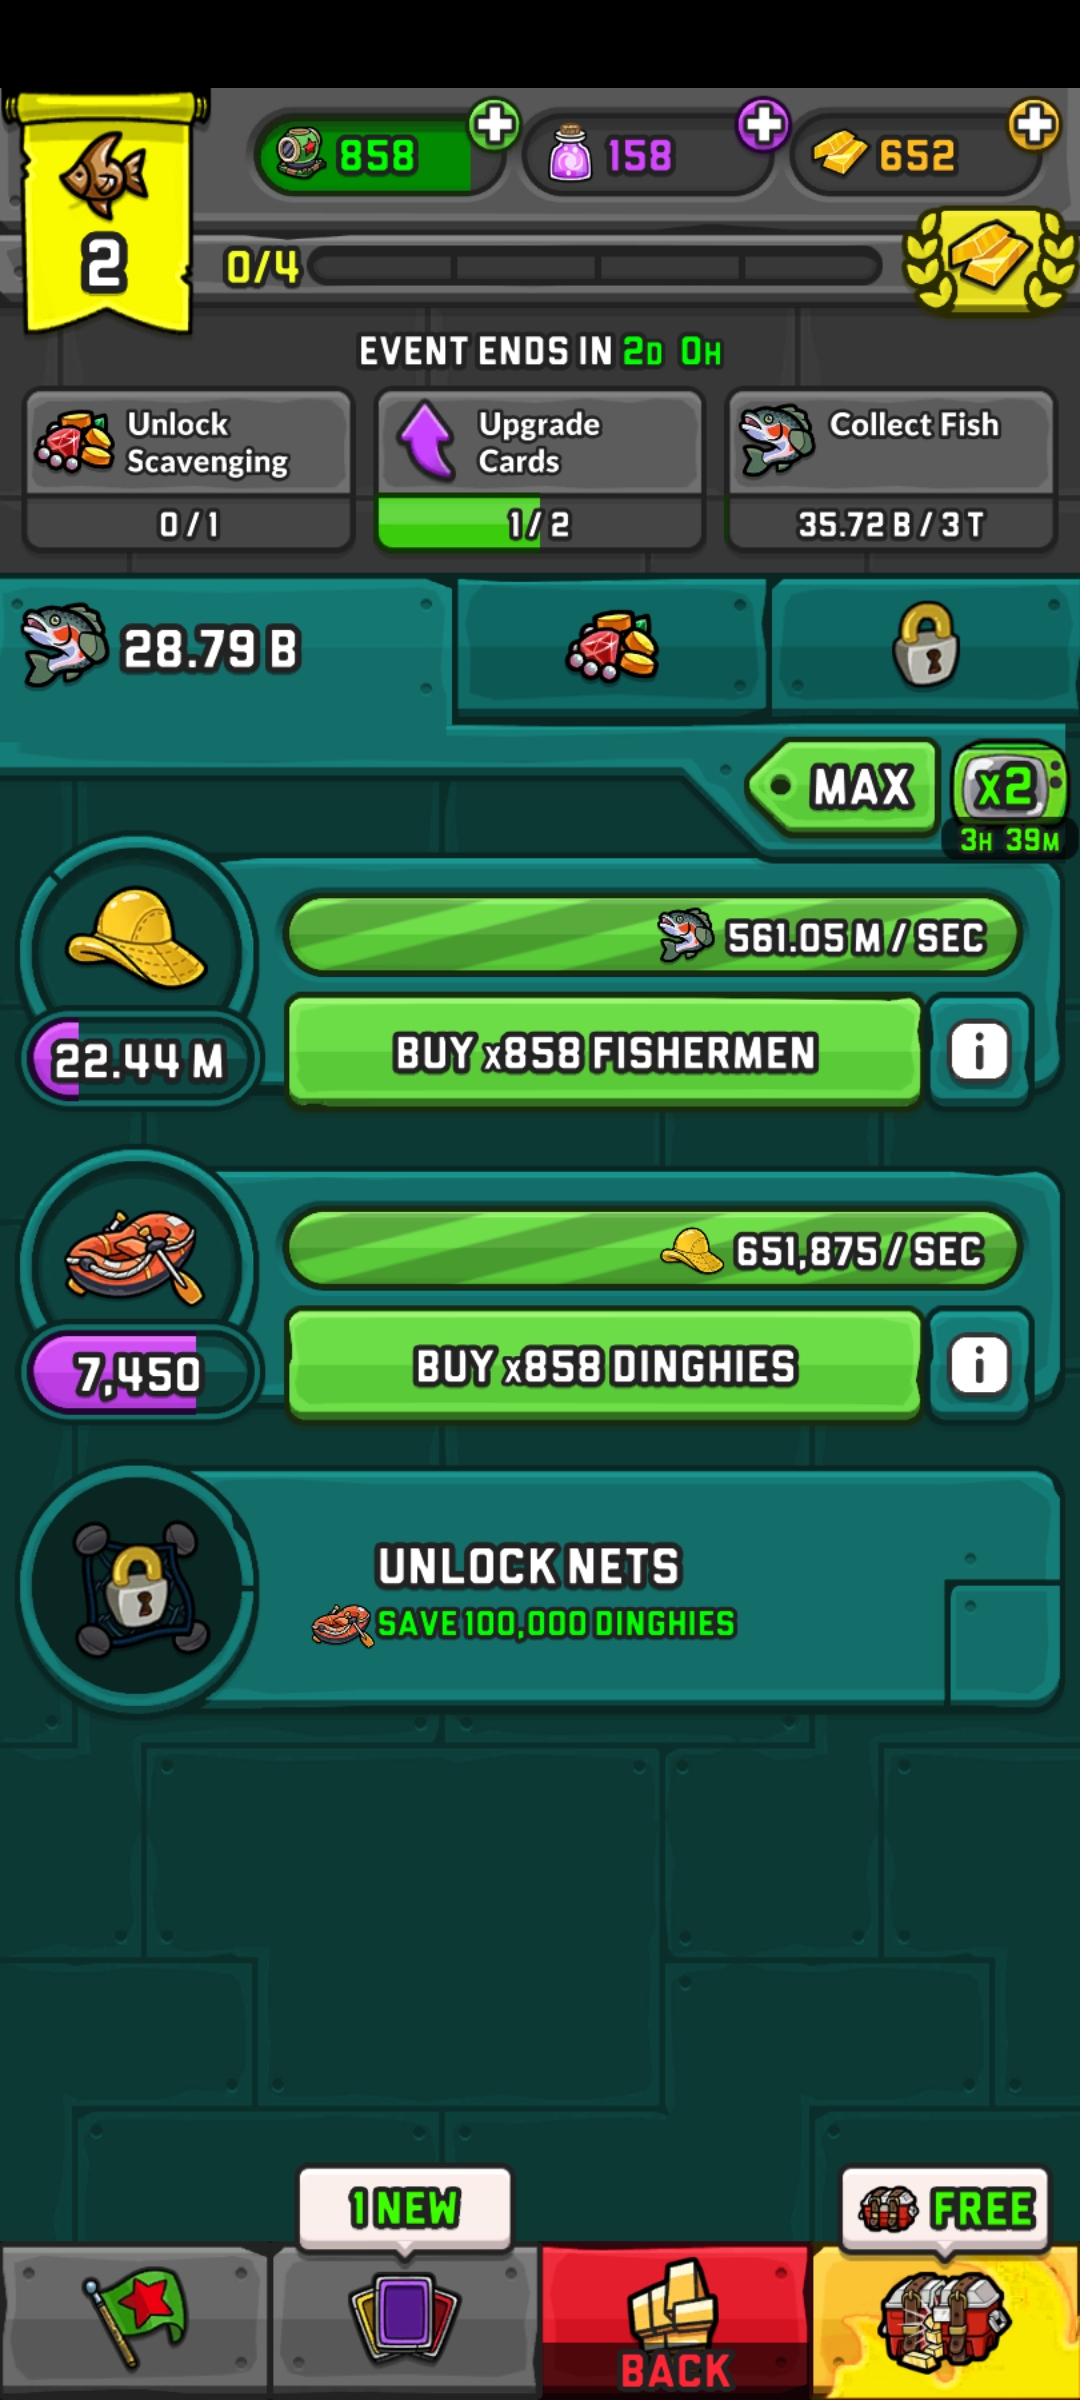 858
158
652
2
0/4
EVENT ENDS IN 2D 0H
Unlock
Scavenging
0 / 1
Upgrade
Cards
1 / 2
Collect Fish
35.72 B / 3 T
28.79 B
MAX
x2
3H 39M
561.05 M / SEC
22.44 M
BUY x858 FISHERMEN
i
651,875 / SEC
7,450
BUY x858 DINGHIES
i
UNLOCK NETS
SAVE 100,000 DINGHIES
1 NEW
FREE
BACK